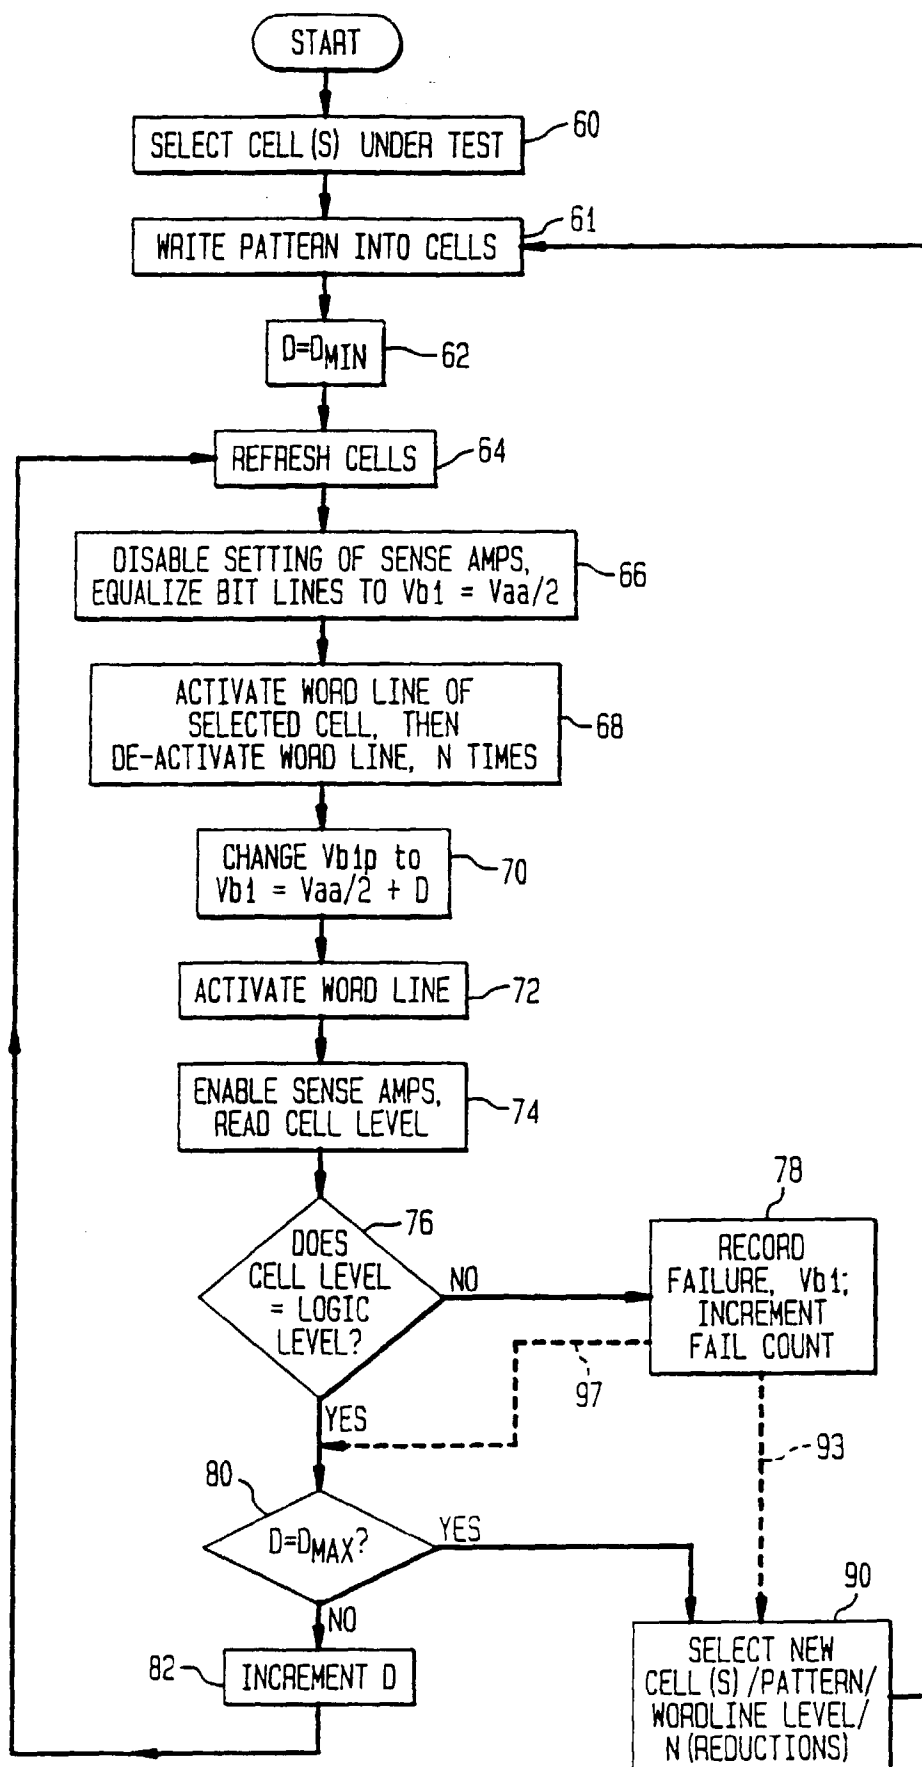 START
SELECT CELL(S) UNDER TEST
60
WRITE PATTERN INTO CELLS
61
D=DMIN
62
REFRESH CELLS
64
DISABLE SETTING OF SENSE AMPS,
EQUALIZE BIT LINES TO Vb1 = Vaa/2
66
ACTIVATE WORD LINE OF
SELECTED CELL, THEN
DE-ACTIVATE WORD LINE, N TIMES
68
CHANGE Vb1p to
Vb1 = Vaa/2 + D
70
ACTIVATE WORD LINE
72
ENABLE SENSE AMPS,
READ CELL LEVEL
74
76
DOES
CELL LEVEL
= LOGIC
LEVEL?
NO
78
RECORD
FAILURE, Vb1;
INCREMENT
FAIL COUNT
97
93
YES
80
D=DMAX?
YES
NO
82
INCREMENT D
90
SELECT NEW
CELL(S)/PATTERN/
WORDLINE LEVEL/
N(REDUCTIONS)